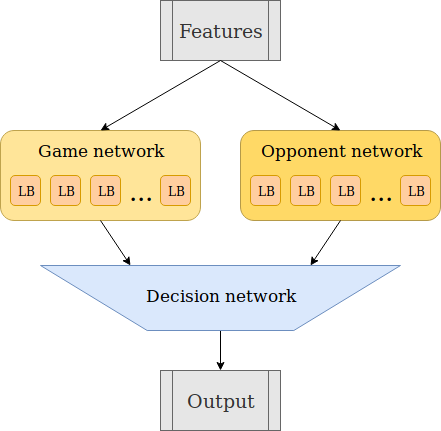 Features
Game network
LB LB LB ... LB
Opponent network
LB LB LB ... LB
Decision network
Output